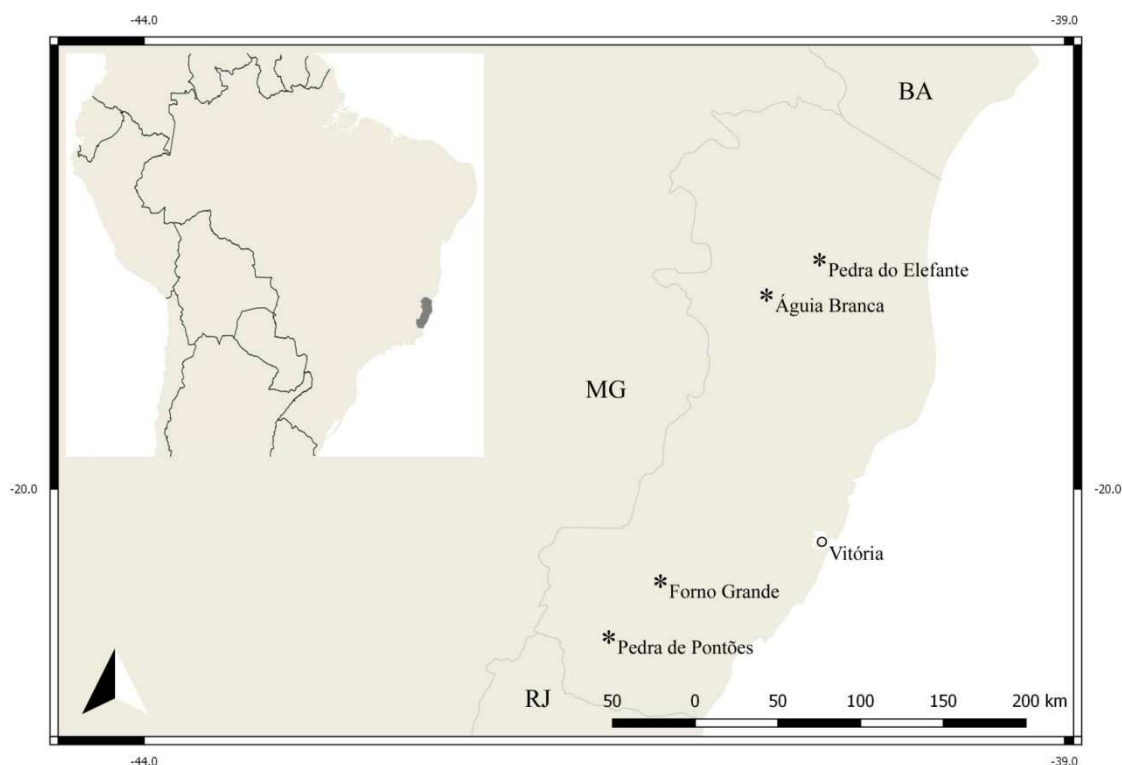 -44.0
-39.0
BA
Pedra do Elefante
Águia Branca
MG
-20.0
-20.0
Vitória
Forno Grande
Pedra de Pontões
RJ
50 0 50 100 150 200 km
-44.0
-39.0